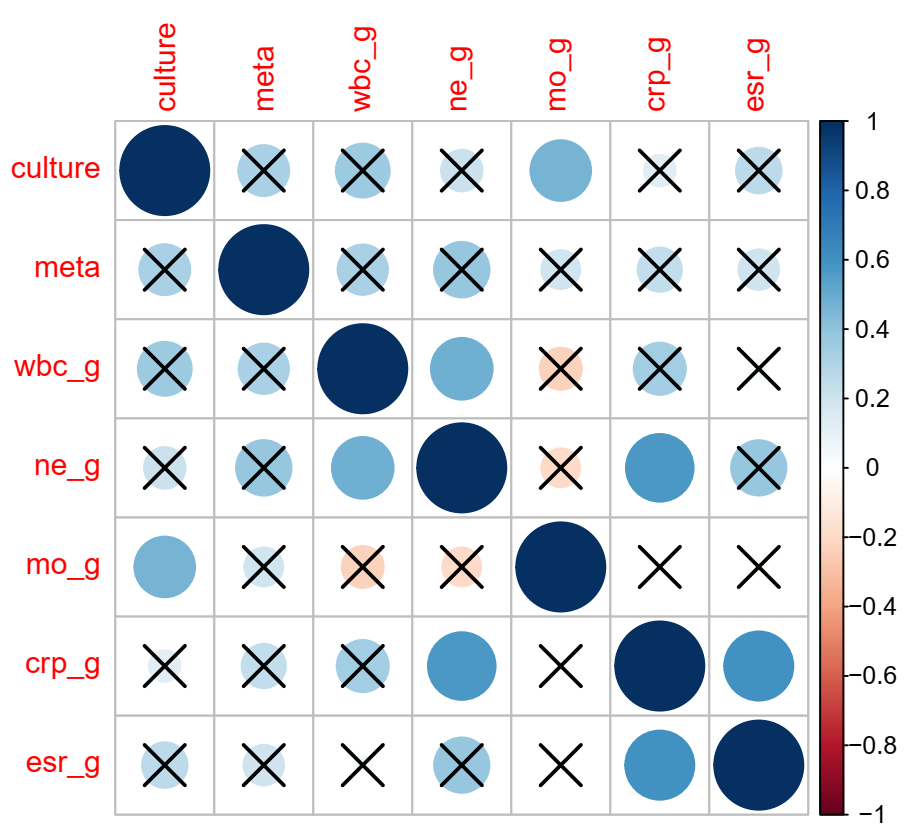 culture
meta
wbc_g
ne_g
mo_g
crp_g
esr_g
culture
meta
wbc_g
ne_g
mo_g
crp_g
esr_g
1
0.8
0.6
0.4
0.2
0
−0.2
−0.4
−0.6
−0.8
−1